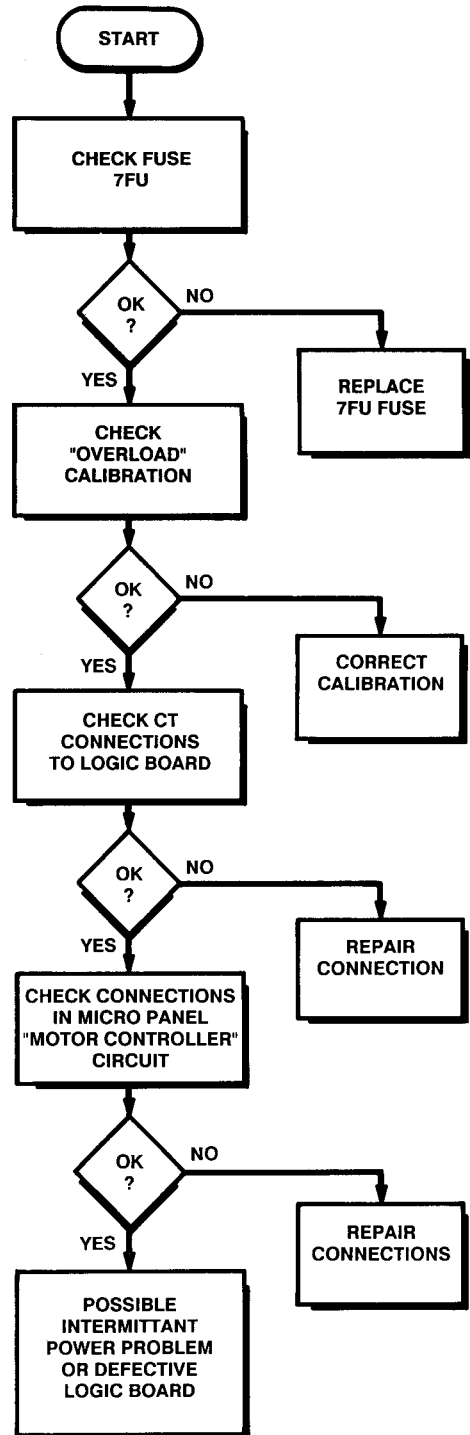 START
CHECK FUSE
7FU
OK
?
NO
YES
REPLACE
7FU FUSE
CHECK
"OVERLOAD"
CALIBRATION
OK
?
NO
YES
CORRECT
CALIBRATION
CHECK CT
CONNECTIONS
TO LOGIC BOARD
OK
?
NO
YES
REPAIR
CONNECTION
CHECK CONNECTIONS
IN MICRO PANEL
"MOTOR CONTROLLER"
CIRCUIT
OK
?
NO
YES
REPAIR
CONNECTIONS
POSSIBLE
INTERMITTANT
POWER PROBLEM
OR DEFECTIVE
LOGIC BOARD